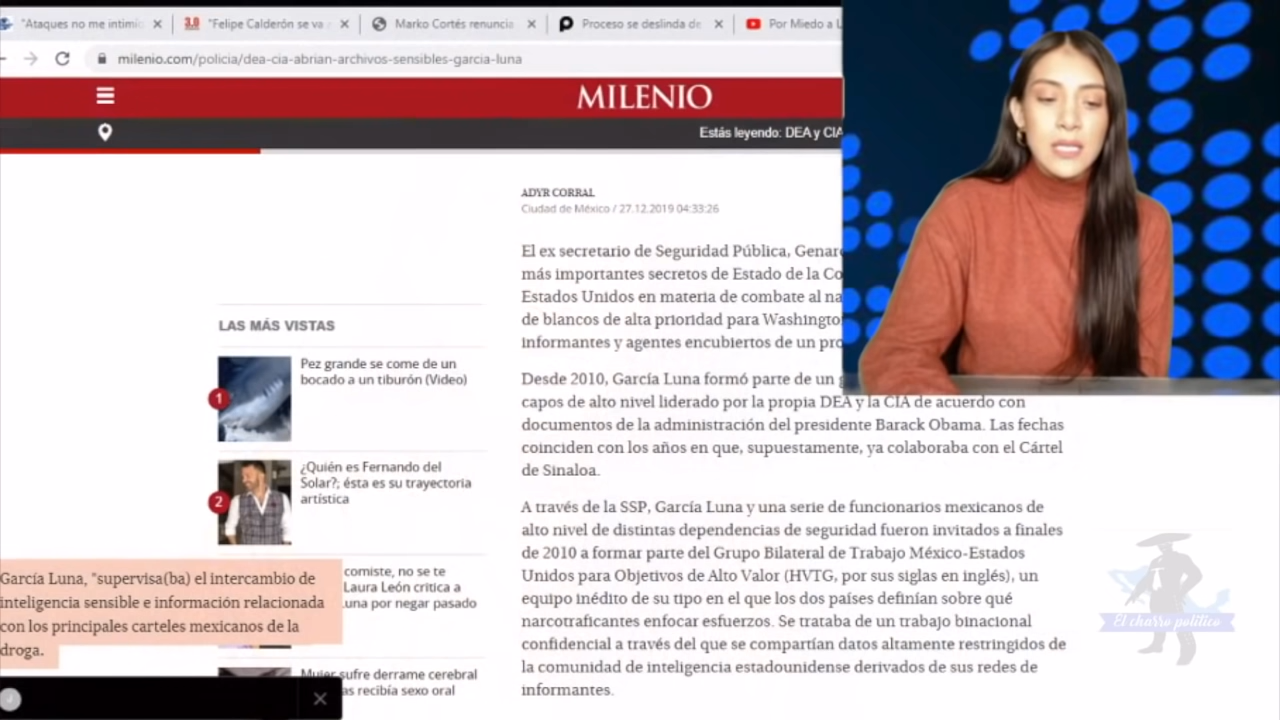 "Ataques no me intimi
"Felipe Calderón se va
Marko Cortés renuncia
Proceso se deslinda de
Por Miedo a L
milenio.com/policia/dea-cia-abrian-archivos-sensibles-garcia-luna
MILENIO
Estás leyendo: DEA y CIA
ADYR CORRAL
Ciudad de México / 27.12.2019 04:33:26
El ex secretario de Seguridad Pública, Genaro
más importantes secretos de Estado de la Co
Estados Unidos en materia de combate al na
de blancos de alta prioridad para Washington
informantes y agentes encubiertos de un pro
Desde 2010, García Luna formó parte de un g
capos de alto nivel liderado por la propia DEA y la CIA de acuerdo con
documentos de la administración del presidente Barack Obama. Las fechas
coinciden con los años en que, supuestamente, ya colaboraba con el Cártel
de Sinaloa.
A través de la SSP, García Luna y una serie de funcionarios mexicanos de
alto nivel de distintas dependencias de seguridad fueron invitados a finales
de 2010 a formar parte del Grupo Bilateral de Trabajo México-Estados
Unidos para Objetivos de Alto Valor (HVTG, por sus siglas en inglés), un
equipo inédito de su tipo en el que los dos países definían sobre qué
narcotraficantes enfocar esfuerzos. Se trataba de un trabajo binacional
confidencial a través del que se compartían datos altamente restringidos de
la comunidad de inteligencia estadounidense derivados de sus redes de
informantes.
LAS MÁS VISTAS
1
Pez grande se come de un
bocado a un tiburón (Video)
2
¿Quién es Fernando del
Solar?; ésta es su trayectoria
artística
comiste, no se te
Laura León critica a
una por negar pasado
Mujer sufre derrame cerebral
as recibía sexo oral
García Luna, "supervisa(ba) el intercambio de
inteligencia sensible e información relacionada
con los principales carteles mexicanos de la
droga.
El charro político